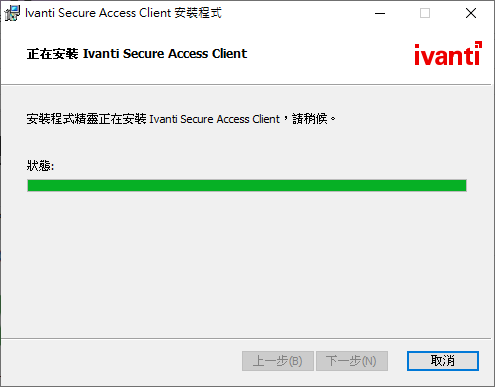 Ivanti Secure Access Client 安裝程式
正在安裝 Ivanti Secure Access Client
ivanti
安裝程式精靈正在安裝 Ivanti Secure Access Client，請稍候。
狀態:
上一步(B)
下一步(N)
取消